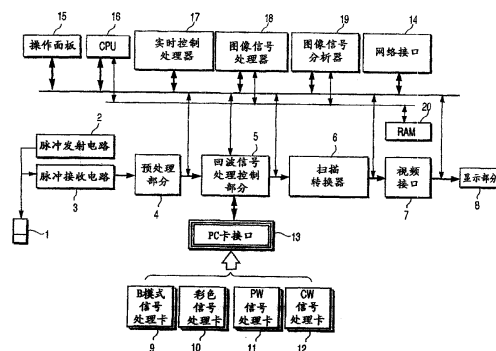 15
16
17
18
19
14
操作面板
CPU
实时控制
处理器
图像信号
处理器
图像信号
分析器
网络接口
20
RAM
2
脉冲发射电路
脉冲接收电路
3
1
预处理
部分
4
5
回波信号
处理控制
部分
6
扫描
转换器
视频
接口
7
显示部分
8
PC卡接口
13
B模式
信号
处理卡
9
彩色
信号
处理卡
10
PW
信号
处理卡
11
CW
信号
处理卡
12